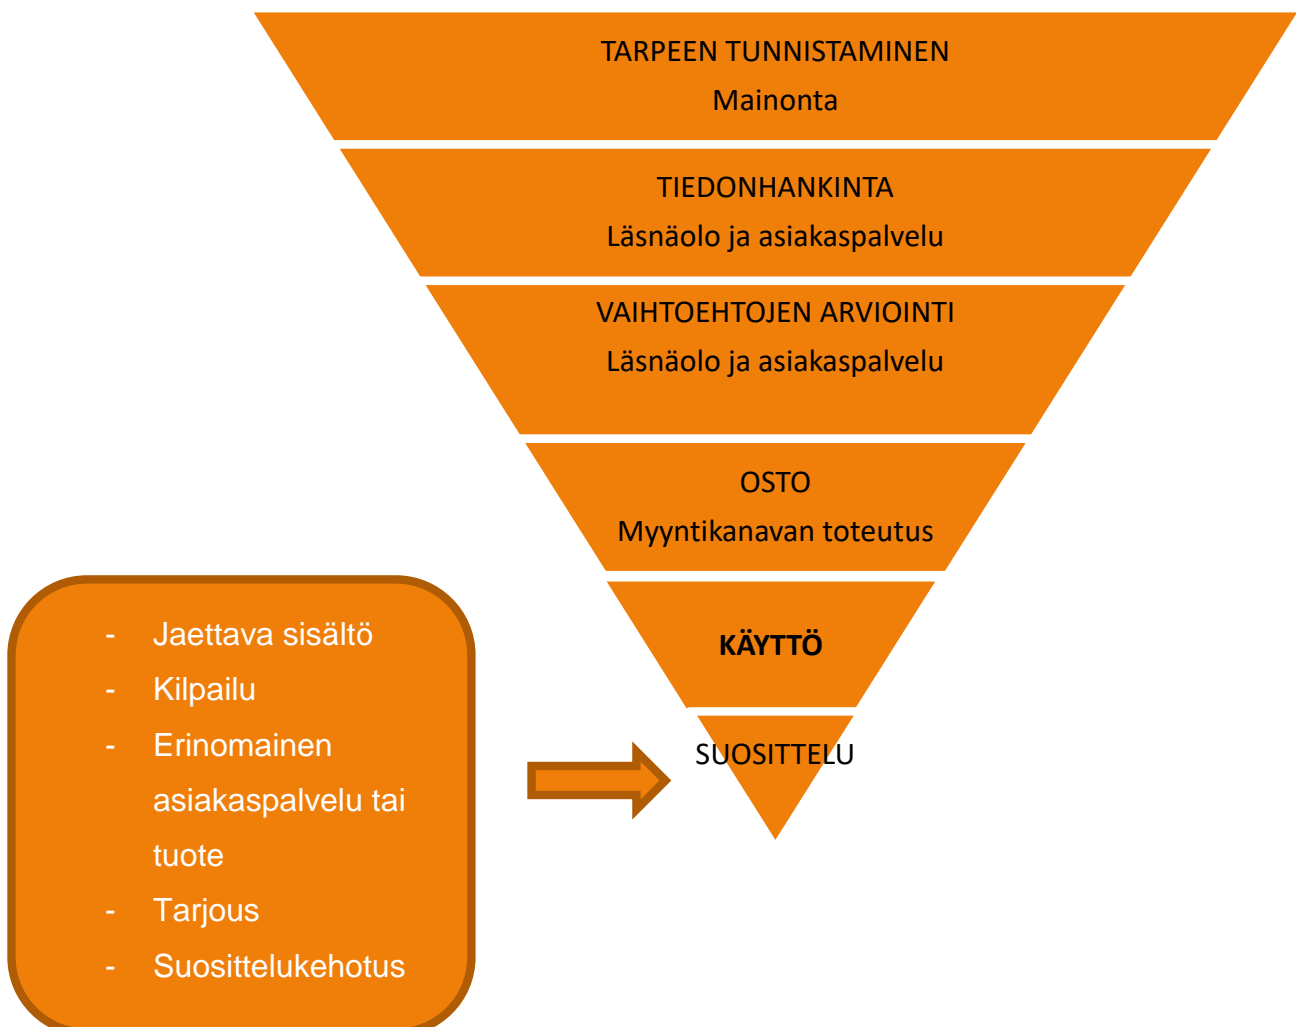 TARPEEN TUNNISTAMINEN
Mainonta
TIEDONHANKINTA
Läsnäolo ja asiakaspalvelu
VAIHTOEHTOJEN ARVIOINTI
Läsnäolo ja asiakaspalvelu
OSTO
Myyntikanavan toteutus
KÄYTTÖ
SUOSITTELU
- Jaettava sisältö
- Kilpailu
- Erinomainen
asiakaspalvelu tai
tuote
- Tarjous
- Suosittelukehotus